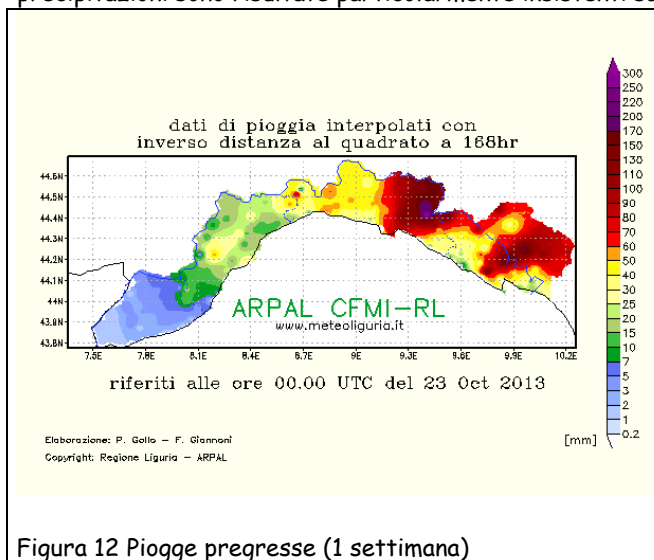 dati di pioggia interpolati con
inverso distanza al quadrato a 168hr
300
250
220
200
170
150
130
110
100
90
80
70
60
50
40
30
25
20
15
10
7
5
3
2
1
0.2
44.6N
44.5N
44.4N
44.3N
44.2N
44.1N
44N
43.9N
43.8N
ARPAL CFMI-RL
www.meteoliguria.it
7.5E 7.8E 8.1E 8.4E 8.7E 9E 9.3E 9.6E 9.9E 10.2E
riferiti alle ore 00.00 UTC del 23 Oct 2013
Elaborazione: P. Gollo - F. Giannoni
[mm]
Copyright: Regione Liguria - ARPAL
Figura 12 Piogge pregresse (1 settimana)